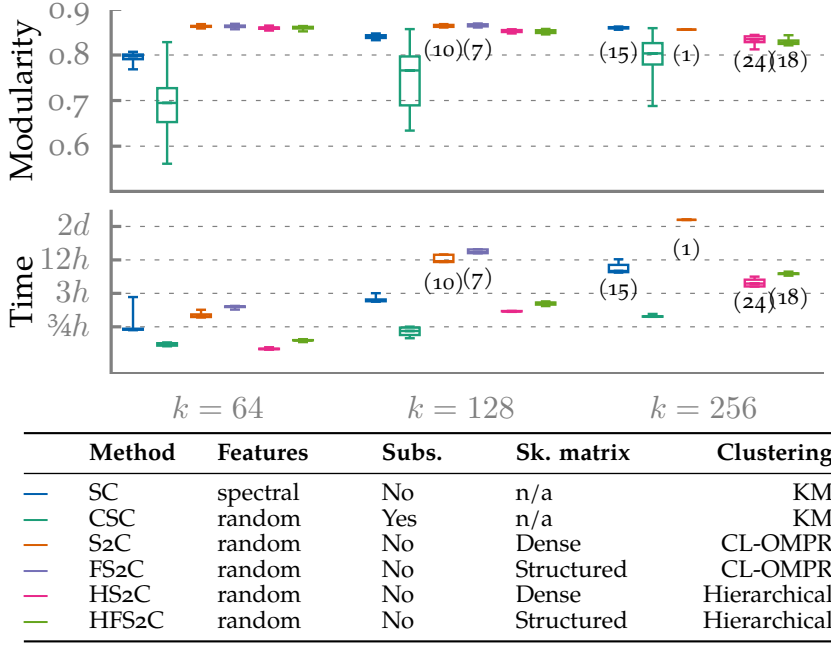 0.9
0.8
0.7
0.6
Modularity
(10)(7)
(15)
(1)
(24)(18)
2d
12h
3h
¾h
Time
(10)(7)
(15)
(1)
(24)(18)
k = 64
k = 128
k = 256
Method Features Subs. Sk. matrix Clustering
SC spectral No n/a KM
CSC random Yes n/a KM
S2C random No Dense CL-OMPR
FS2C random No Structured CL-OMPR
HS2C random No Dense Hierarchical
HFS2C random No Structured Hierarchical